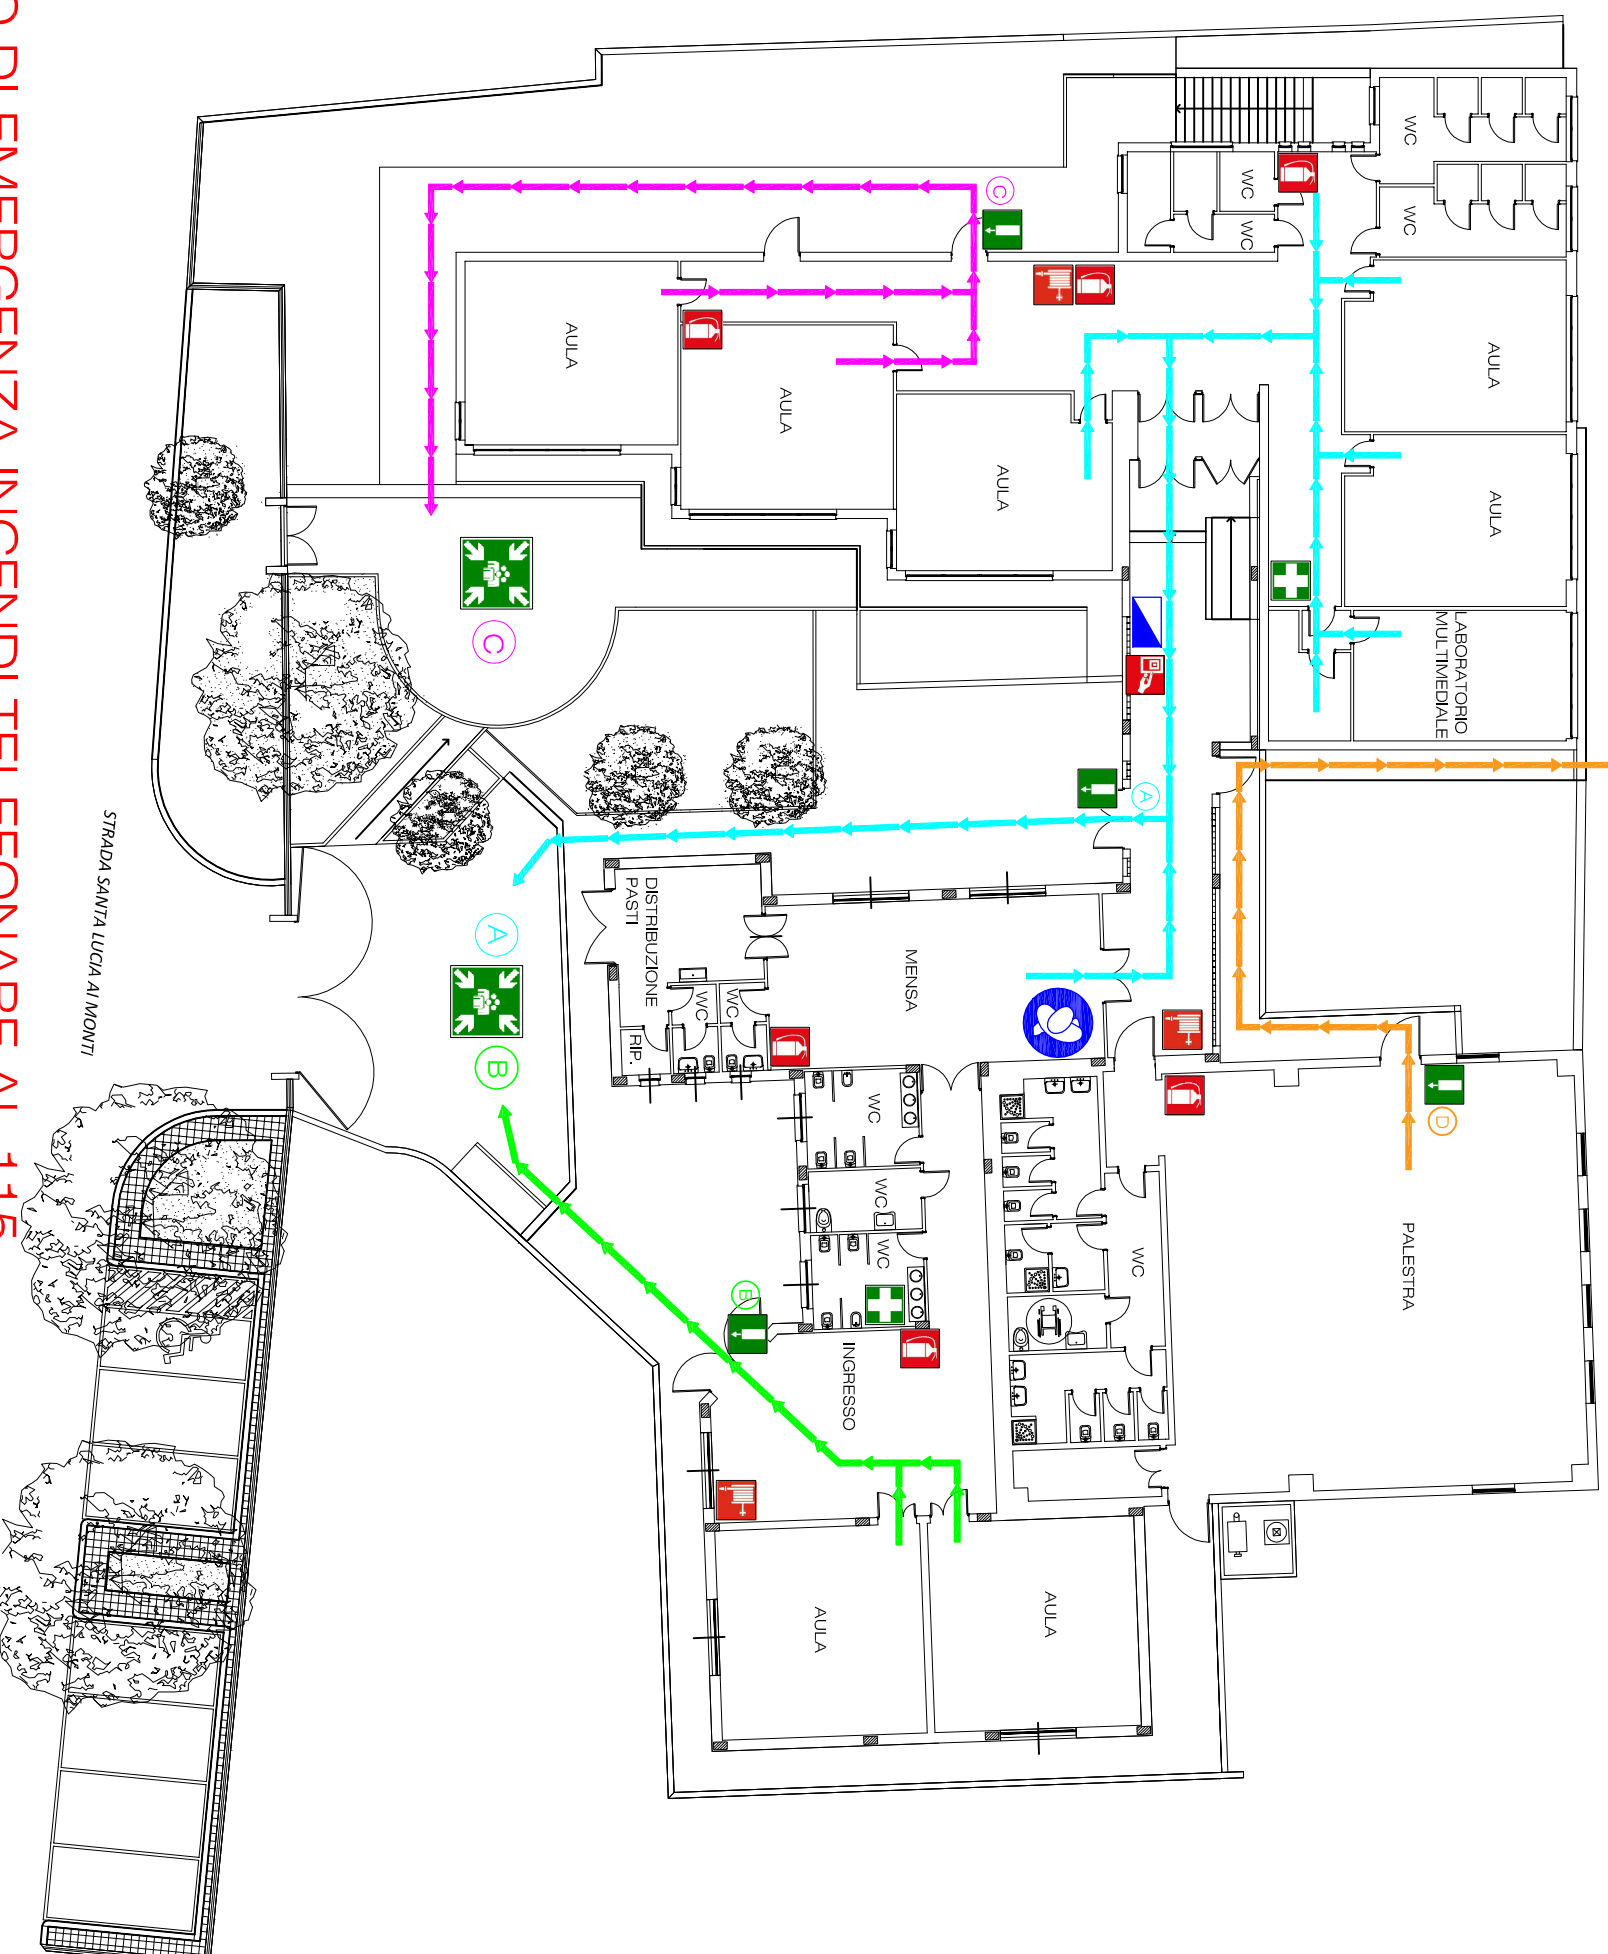 AULA
AULA
LABORATORIO
MULTIMEDIALE
D
WC
WC
PALESTRA
WC
WC
A
WC
AULA
C
AULA
MENSA
WC
WC
WC
INGRESSO
AULA
AULA
AULA
B
WC
WC
DISTRIBUZIONE
PASTI
RIP.
C
A
B
STRADA SANTA LUCIA AI MONTI
DI EMERGENZA INCENDI TELEFONARE AL 115